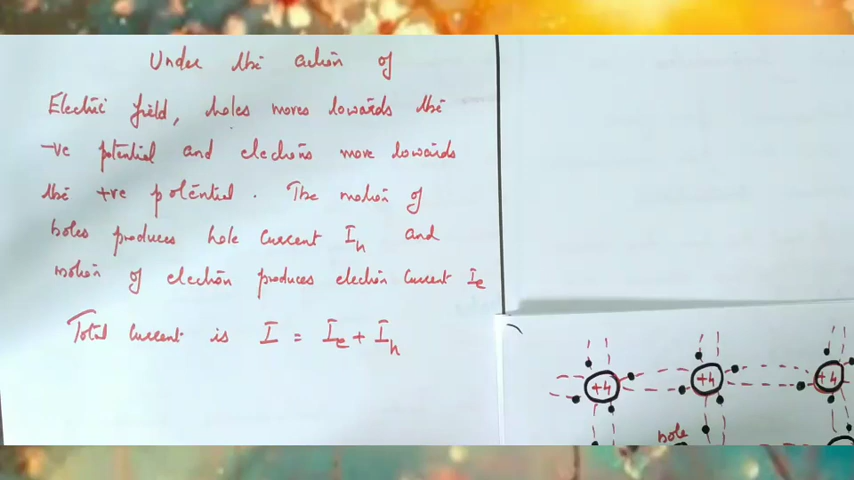 Under the action of
Electric field, holes moves towards the
-ve potential and electrons move towards
the +ve potential. The motion of
holes produces hole current Ih and
motion of electron produces electron current Ie
Total current is I = Ie + Ih
+4 +4 +4
hole